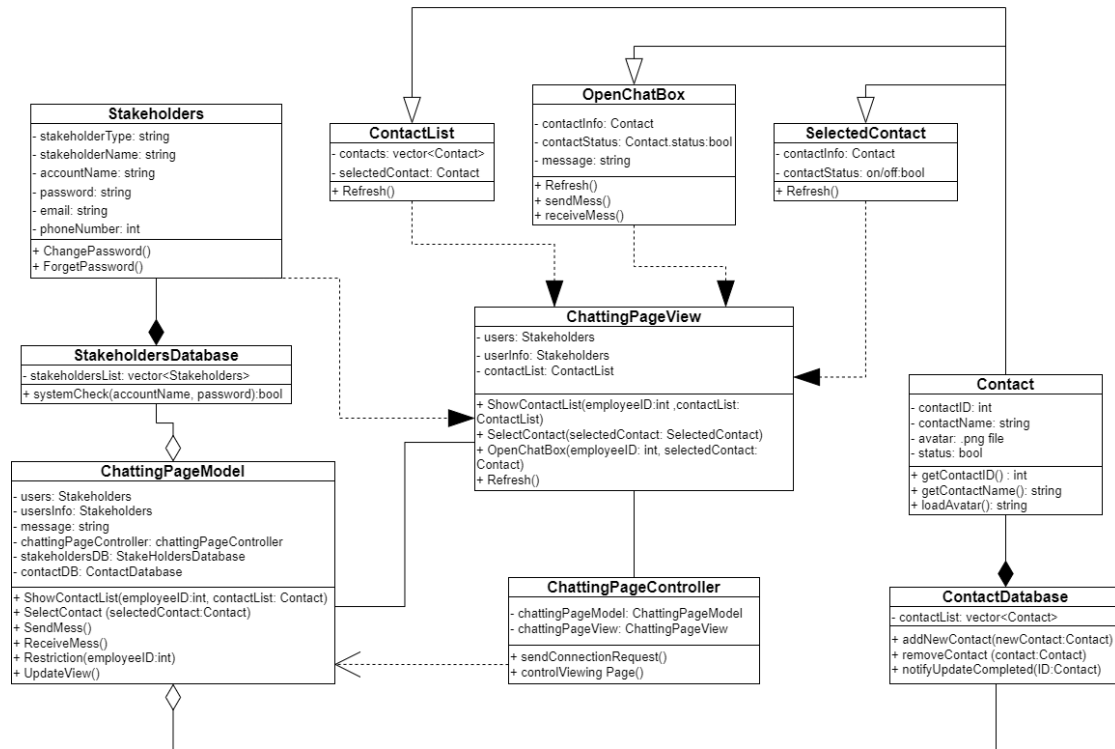 Stakeholders
- stakeholderType: string
- stakeholderName: string
- accountName: string
- password: string
- email: string
- phoneNumber: int
+ ChangePassword()
+ ForgetPassword()
ContactList
- contacts: vector<Contact>
- selectedContact: Contact
+ Refresh()
OpenChatBox
- contactInfo: Contact
- contactStatus: Contact.status:bool
- message: string
+ Refresh()
+ sendMess()
+ receiveMess()
SelectedContact
- contactInfo: Contact
- contactStatus: on/off:bool
+ Refresh()
StakeholdersDatabase
- stakeholdersList: vector<Stakeholders>
+ systemCheck(accountName, password):bool
ChattingPageView
- users: Stakeholders
- userInfo: Stakeholders
- contactList: ContactList
+ ShowContactList(employeeID:int ,contactList:
ContactList)
+ SelectContact(selectedContact: SelectedContact)
+ OpenChatBox(employeeID: int, selectedContact:
Contact)
+ Refresh()
Contact
- contactID: int
- contactName: string
- avatar: .png file
- status: bool
+ getContactID() : int
+ getContactName(): string
+ loadAvatar(): string
ChattingPageModel
- users: Stakeholders
- usersInfo: Stakeholders
- message: string
- chattingPageController: chattingPageController
- stakeholdersDB: StakeHoldersDatabase
- contactDB: ContactDatabase
+ ShowContactList(employeeID:int, contactList: Contact)
+ SelectContact (selectedContact:Contact)
+ SendMess()
+ ReceiveMess()
+ Restriction(employeeID:int)
+ UpdateView()
ChattingPageController
- chattingPageModel: ChattingPageModel
- chattingPageView: ChattingPageView
+ sendConnectionRequest()
+ controlViewing Page()
ContactDatabase
- contactList: vector<Contact>
+ addNewContact(newContact:Contact)
+ removeContact (contact:Contact)
+ notifyUpdateCompleted(ID:Contact)